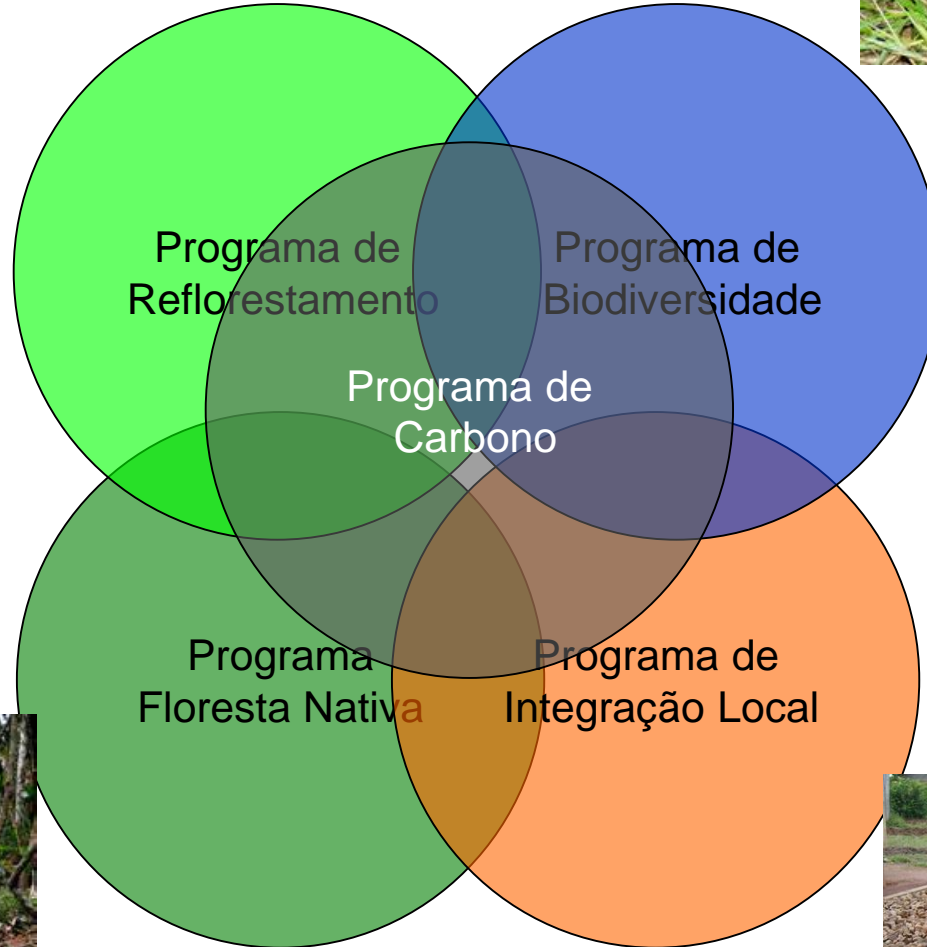 Programa de
Reflorestamento
Programa de
Biodiversidade
Programa de
Carbono
Programa
Floresta Nativa
Programa de
Integração Local